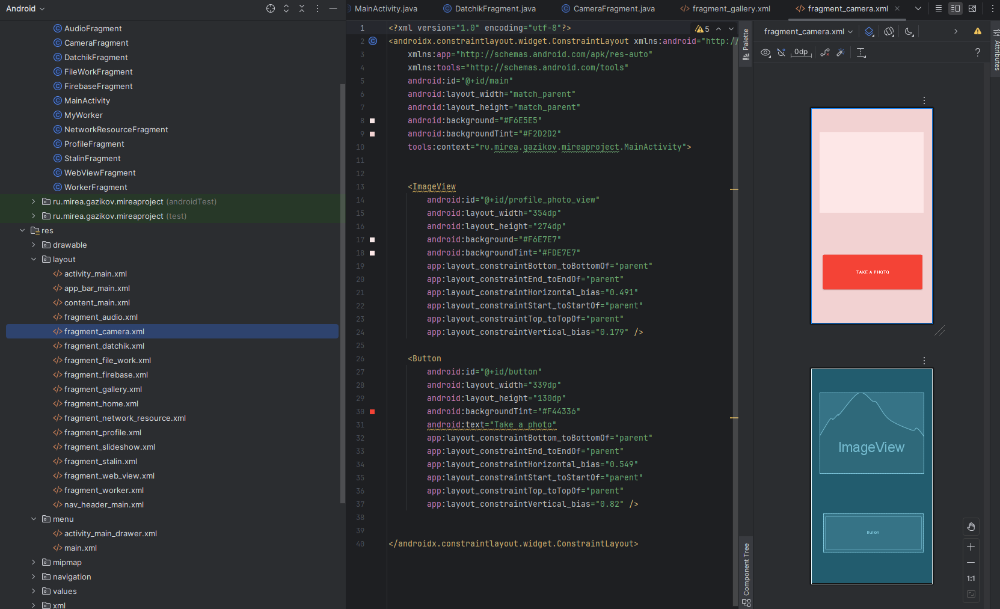 Android
AudioFragment
CameraFragment
DatchikFragment
FileWorkFragment
FirebaseFragment
MainActivity
MyWorker
NetworkResourceFragment
ProfileFragment
StalinFragment
WebViewFragment
WorkerFragment
ru.mirea.gazikov.mireaproject (androidTest)
ru.mirea.gazikov.mireaproject (test)
res
drawable
layout
activity_main.xml
app_bar_main.xml
content_main.xml
fragment_audio.xml
fragment_camera.xml
fragment_datchik.xml
fragment_file_work.xml
fragment_firebase.xml
fragment_gallery.xml
fragment_home.xml
fragment_network_resource.xml
fragment_profile.xml
fragment_slideshow.xml
fragment_stalin.xml
fragment_web_view.xml
fragment_worker.xml
nav_header_main.xml
menu
activity_main_drawer.xml
main.xml
mipmap
navigation
values
xml
MainActivity.java DatchikFragment.java CameraFragment.java fragment_gallery.xml fragment_camera.xml
5
1 <?xml version="1.0" encoding="utf-8"?>
2 <androidx.constraintlayout.widget.ConstraintLayout xmlns:android="http:/
3 xmlns:app="http://schemas.android.com/apk/res-auto"
4 xmlns:tools="http://schemas.android.com/tools"
5 android:id="@+id/main"
6 android:layout_width="match_parent"
7 android:layout_height="match_parent"
8 android:background="#F6E5E5"
9 android:backgroundTint="#F2D2D2"
10 tools:context="ru.mirea.gazikov.mireaproject.MainActivity">
11
12
13 <ImageView
14 android:id="@+id/profile_photo_view"
15 android:layout_width="354dp"
16 android:layout_height="274dp"
17 android:background="#F6E7E7"
18 android:backgroundTint="#FDE7E7"
19 app:layout_constraintBottom_toBottomOf="parent"
20 app:layout_constraintEnd_toEndOf="parent"
21 app:layout_constraintHorizontal_bias="0.491"
22 app:layout_constraintStart_toStartOf="parent"
23 app:layout_constraintTop_toTopOf="parent"
24 app:layout_constraintVertical_bias="0.179" />
25
26 <Button
27 android:id="@+id/button"
28 android:layout_width="339dp"
29 android:layout_height="130dp"
30 android:backgroundTint="#F44336"
31 android:text="Take a photo"
32 app:layout_constraintBottom_toBottomOf="parent"
33 app:layout_constraintEnd_toEndOf="parent"
34 app:layout_constraintHorizontal_bias="0.549"
35 app:layout_constraintStart_toStartOf="parent"
36 app:layout_constraintTop_toTopOf="parent"
37 app:layout_constraintVertical_bias="0.82" />
38
39
40 </androidx.constraintlayout.widget.ConstraintLayout>
Palette
Component Tree
fragment_camera.xml
0dp
?
Attributes
TAKE A PHOTO
ImageView
Button
1:1